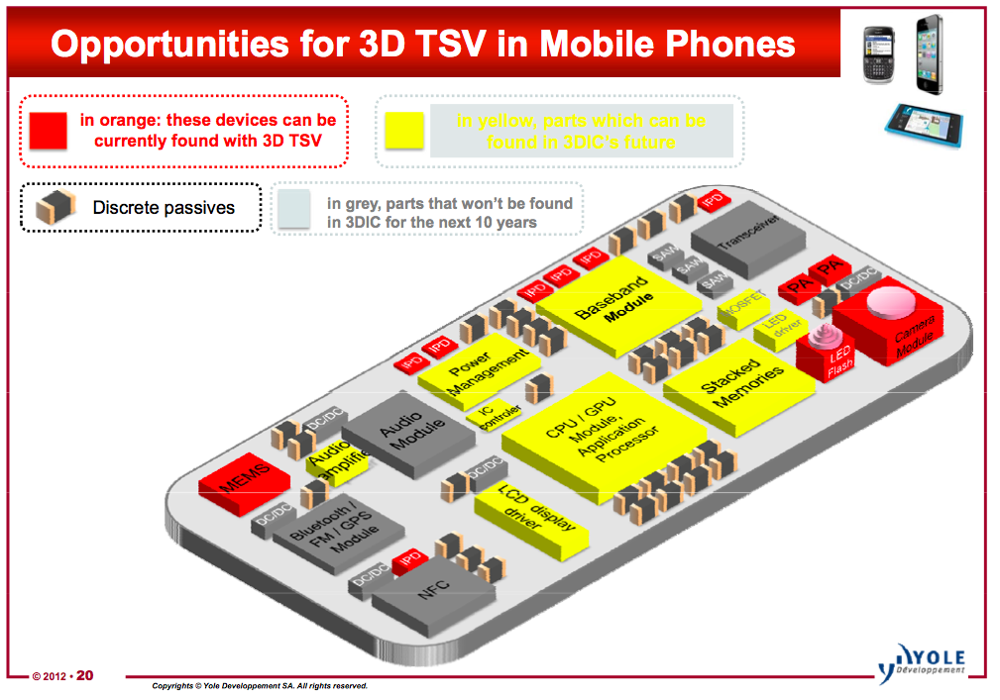 Opportunities for 3D TSV in Mobile Phones
in orange: these devices can be
currently found with 3D TSV
in yellow, parts which can be
found in 3DIC's future
Discrete passives
in grey, parts that won't be found
in 3DIC for the next 10 years
IPD
Transceiver
SAW
SAW
SAW
IPD
IPD
IPD
Baseband
Module
MOSFET
LED
driver
PA
PA
DC/DC
Camera
Module
LED
Flash
IPD
IPD
Power
Management
Stacked
Memories
IC
controler
CPU / GPU
Module,
Application
Processor
DC/DC
Audio
Module
Audio
amplifier
MEMS
DC/DC
LCD display
driver
DC/DC
Bluetooth /
FM / GPS
Module
IPD
DC/DC
NFC
© 2012 • 20
Copyrights © Yole Developpement SA. All rights reserved.
YOLE
Développement